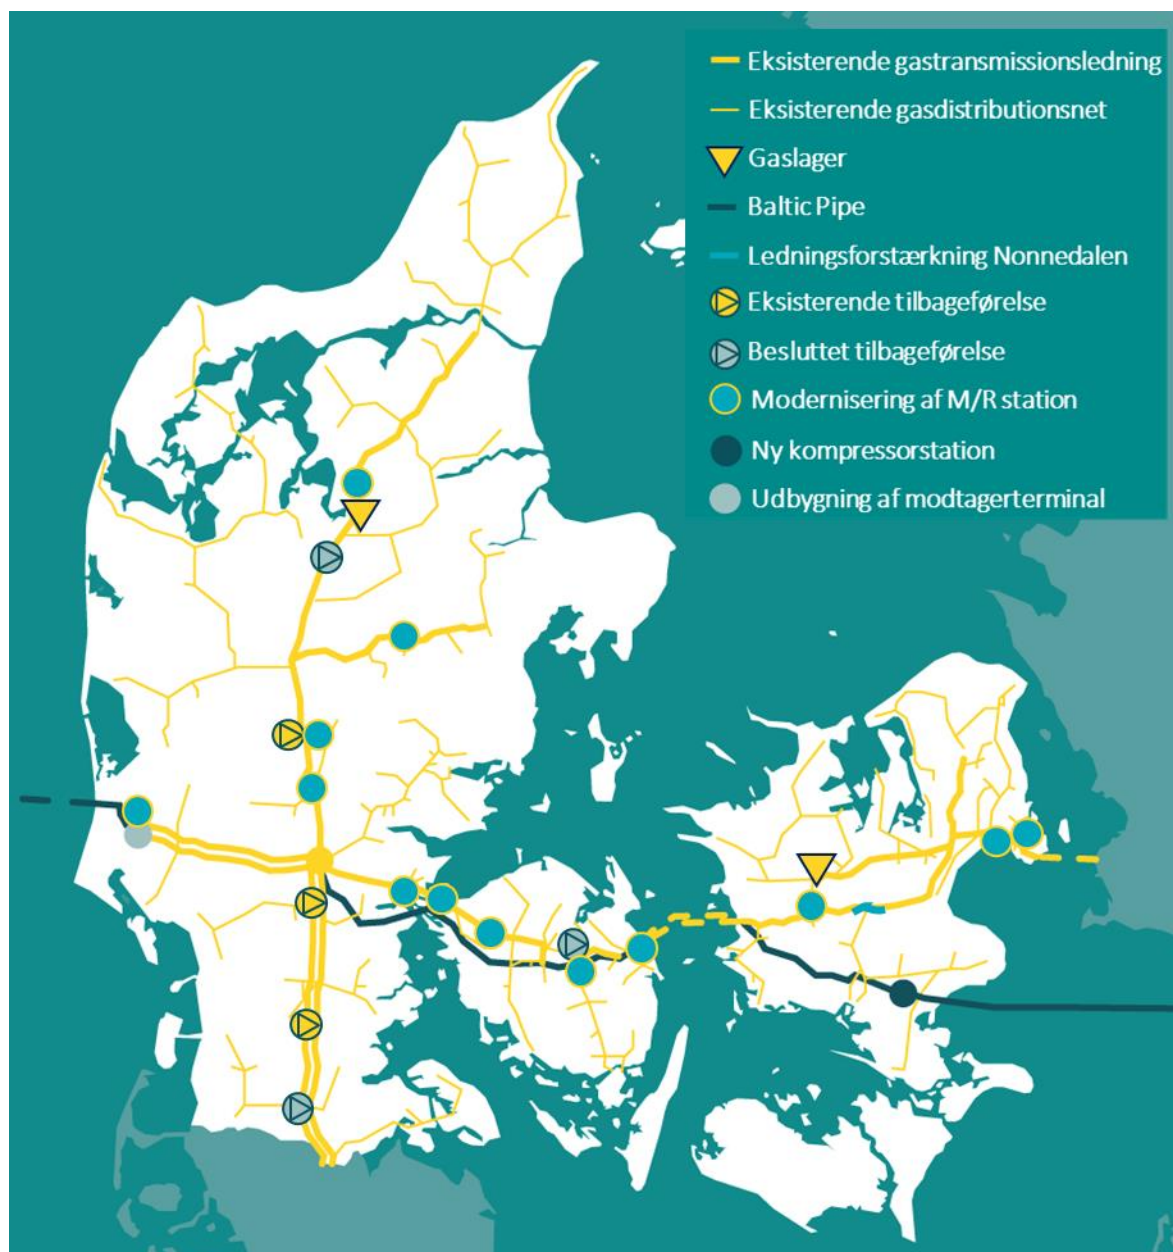 Eksisterende gastransmissionsledning
Eksisterende gasdistributionsnet
Gaslager
Baltic Pipe
Ledningsforstærkning Nonnedalen
Eksisterende tilbageførelse
Besluttet tilbageførelse
Modernisering af M/R station
Ny kompressorstation
Udbygning af modtagerterminal